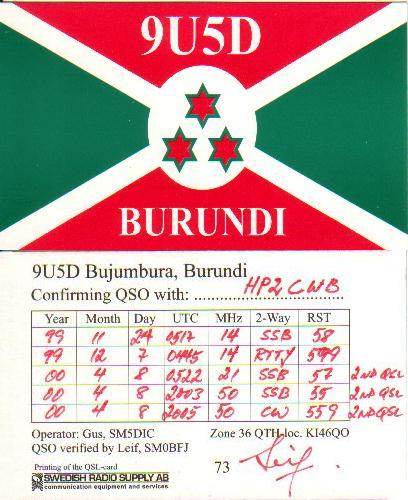 9U5D
BURUNDI
9U5D Bujumbura, Burundi
Confirming QSO with: HP2CWB
Year Month Day UTC MHz 2-Way RST
99 11 24 0517 14 SSB 58
99 12 7 0445 14 RTTY 599
00 4 8 0522 21 SSB 57 2ND QSL
00 4 8 2003 50 SSB 55 2ND QSL
00 4 8 2005 50 CW 559 2ND QSL
Operator: Gus, SM5DIC Zone 36 QTH-loc. KI46QO
QSO verified by Leif, SM0BFJ
Printing of the QSL-card
SWEDISH RADIO SUPPLY AB
communication equipment and services
73 Leif